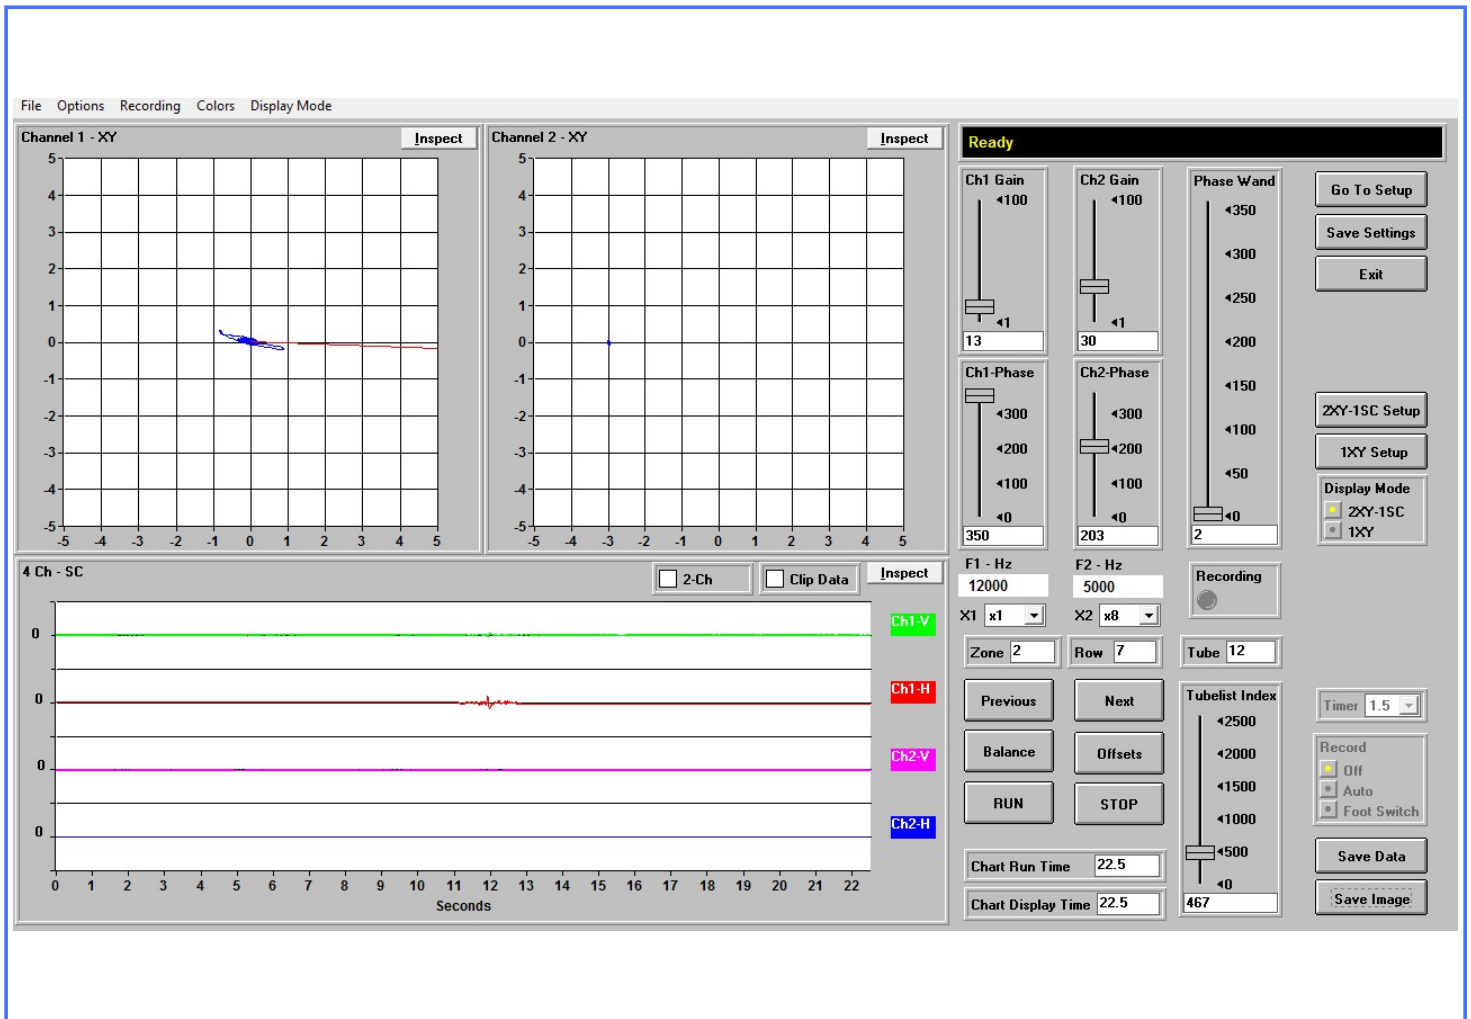 File Options Recording Colors Display Mode
Channel 1 - XY
Inspect
5
4
3
2
1
0
-1
-2
-3
-4
-5
-5 -4 -3 -2 -1 0 1 2 3 4 5
Channel 2 - XY
Inspect
5
4
3
2
1
0
-1
-2
-3
-4
-5
-5 -4 -3 -2 -1 0 1 2 3 4 5
4 Ch - SC
2-Ch
Clip Data
Inspect
0
Ch1-V
0
Ch1-H
0
Ch2-V
0
Ch2-H
0 1 2 3 4 5 6 7 8 9 10 11 12 13 14 15 16 17 18 19 20 21 22
Seconds
Ready
Ch1 Gain
100
1
13
Ch2 Gain
100
1
30
Phase Wand
350
300
250
200
150
100
50
0
2
Ch1-Phase
300
200
100
0
350
Ch2-Phase
300
200
100
0
203
F1 - Hz
12000
F2 - Hz
5000
X1 x1
X2 x8
Recording
Zone 2
Row 7
Tube 12
Previous
Next
Balance
Offsets
RUN
STOP
Chart Run Time 22.5
Chart Display Time 22.5
Tubelist Index
2500
2000
1500
1000
500
0
467
Go To Setup
Save Settings
Exit
2XY-1SC Setup
1XY Setup
Display Mode
2XY-1SC
1XY
Timer 1.5
Record
Off
Auto
Foot Switch
Save Data
Save Image